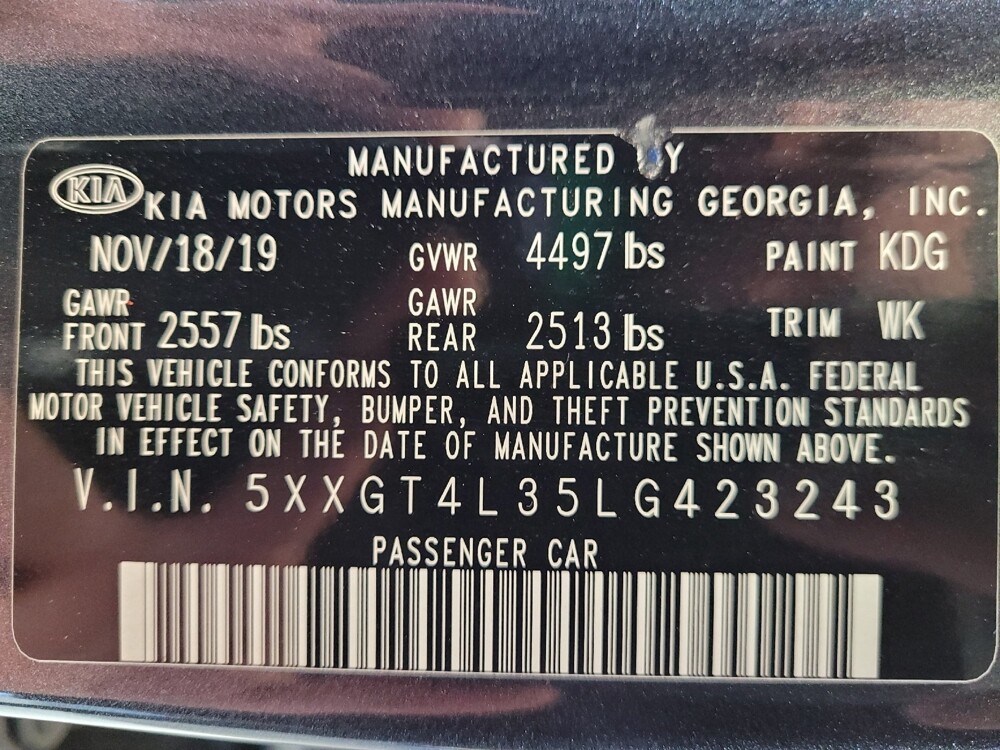 MANUFACTURED BY
KIA
KIA MOTORS MANUFACTURING GEORGIA, INC.
NOV/18/19 GVWR 4497 lbs PAINT KDG
GAWR FRONT 2557 lbs GAWR REAR 2513 lbs TRIM WK
THIS VEHICLE CONFORMS TO ALL APPLICABLE U.S.A. FEDERAL
MOTOR VEHICLE SAFETY, BUMPER, AND THEFT PREVENTION STANDARDS
IN EFFECT ON THE DATE OF MANUFACTURE SHOWN ABOVE.
V.I.N. 5XXGT4L35LG423243
PASSENGER CAR